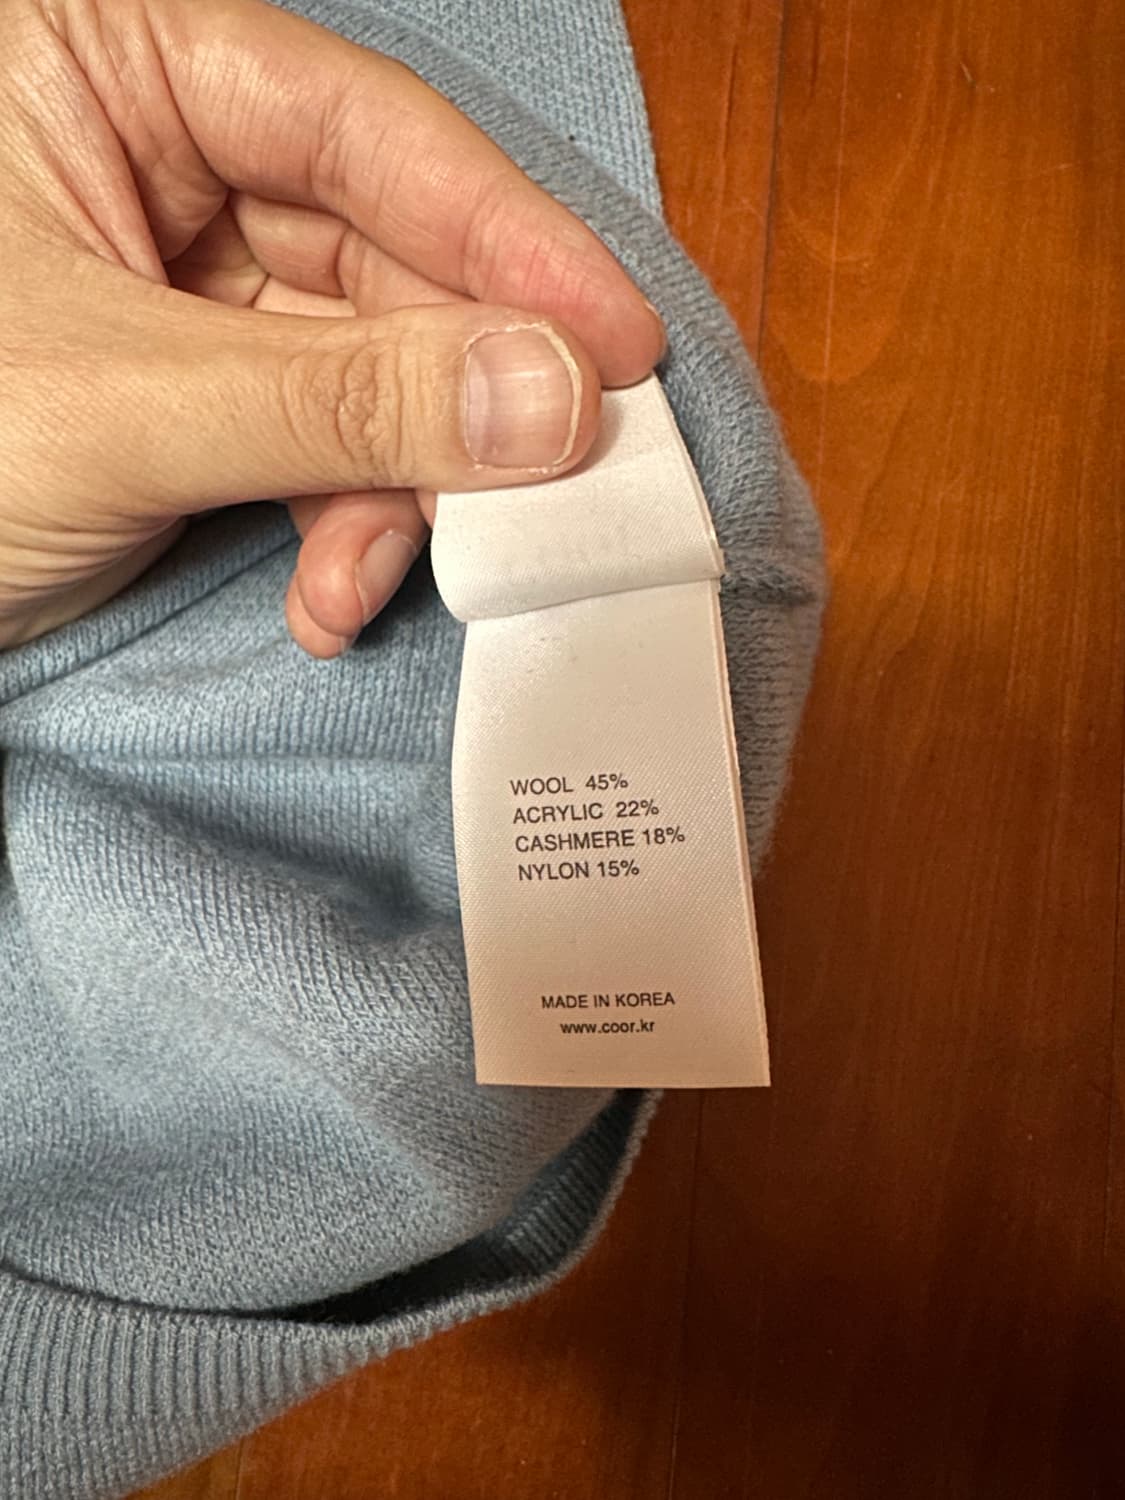 WOOL 45%
ACRYLIC 22%
CASHMERE 18%
NYLON 15%
MADE IN KOREA
www.coor.kr